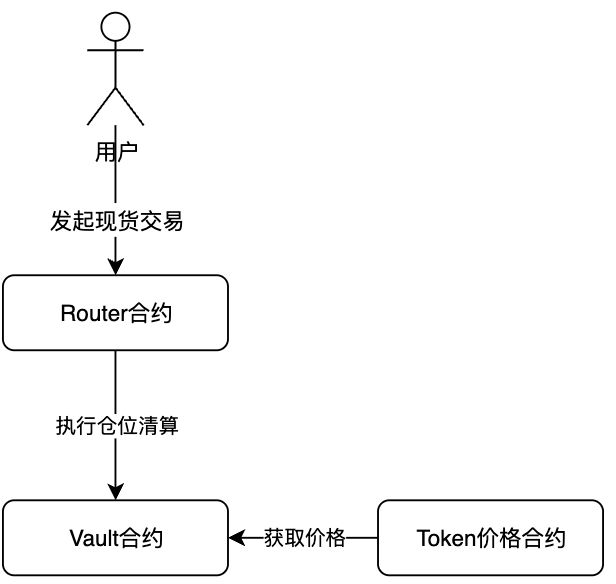 用户
发起现货交易
Router合约
执行仓位清算
Vault合约
获取价格
Token价格合约